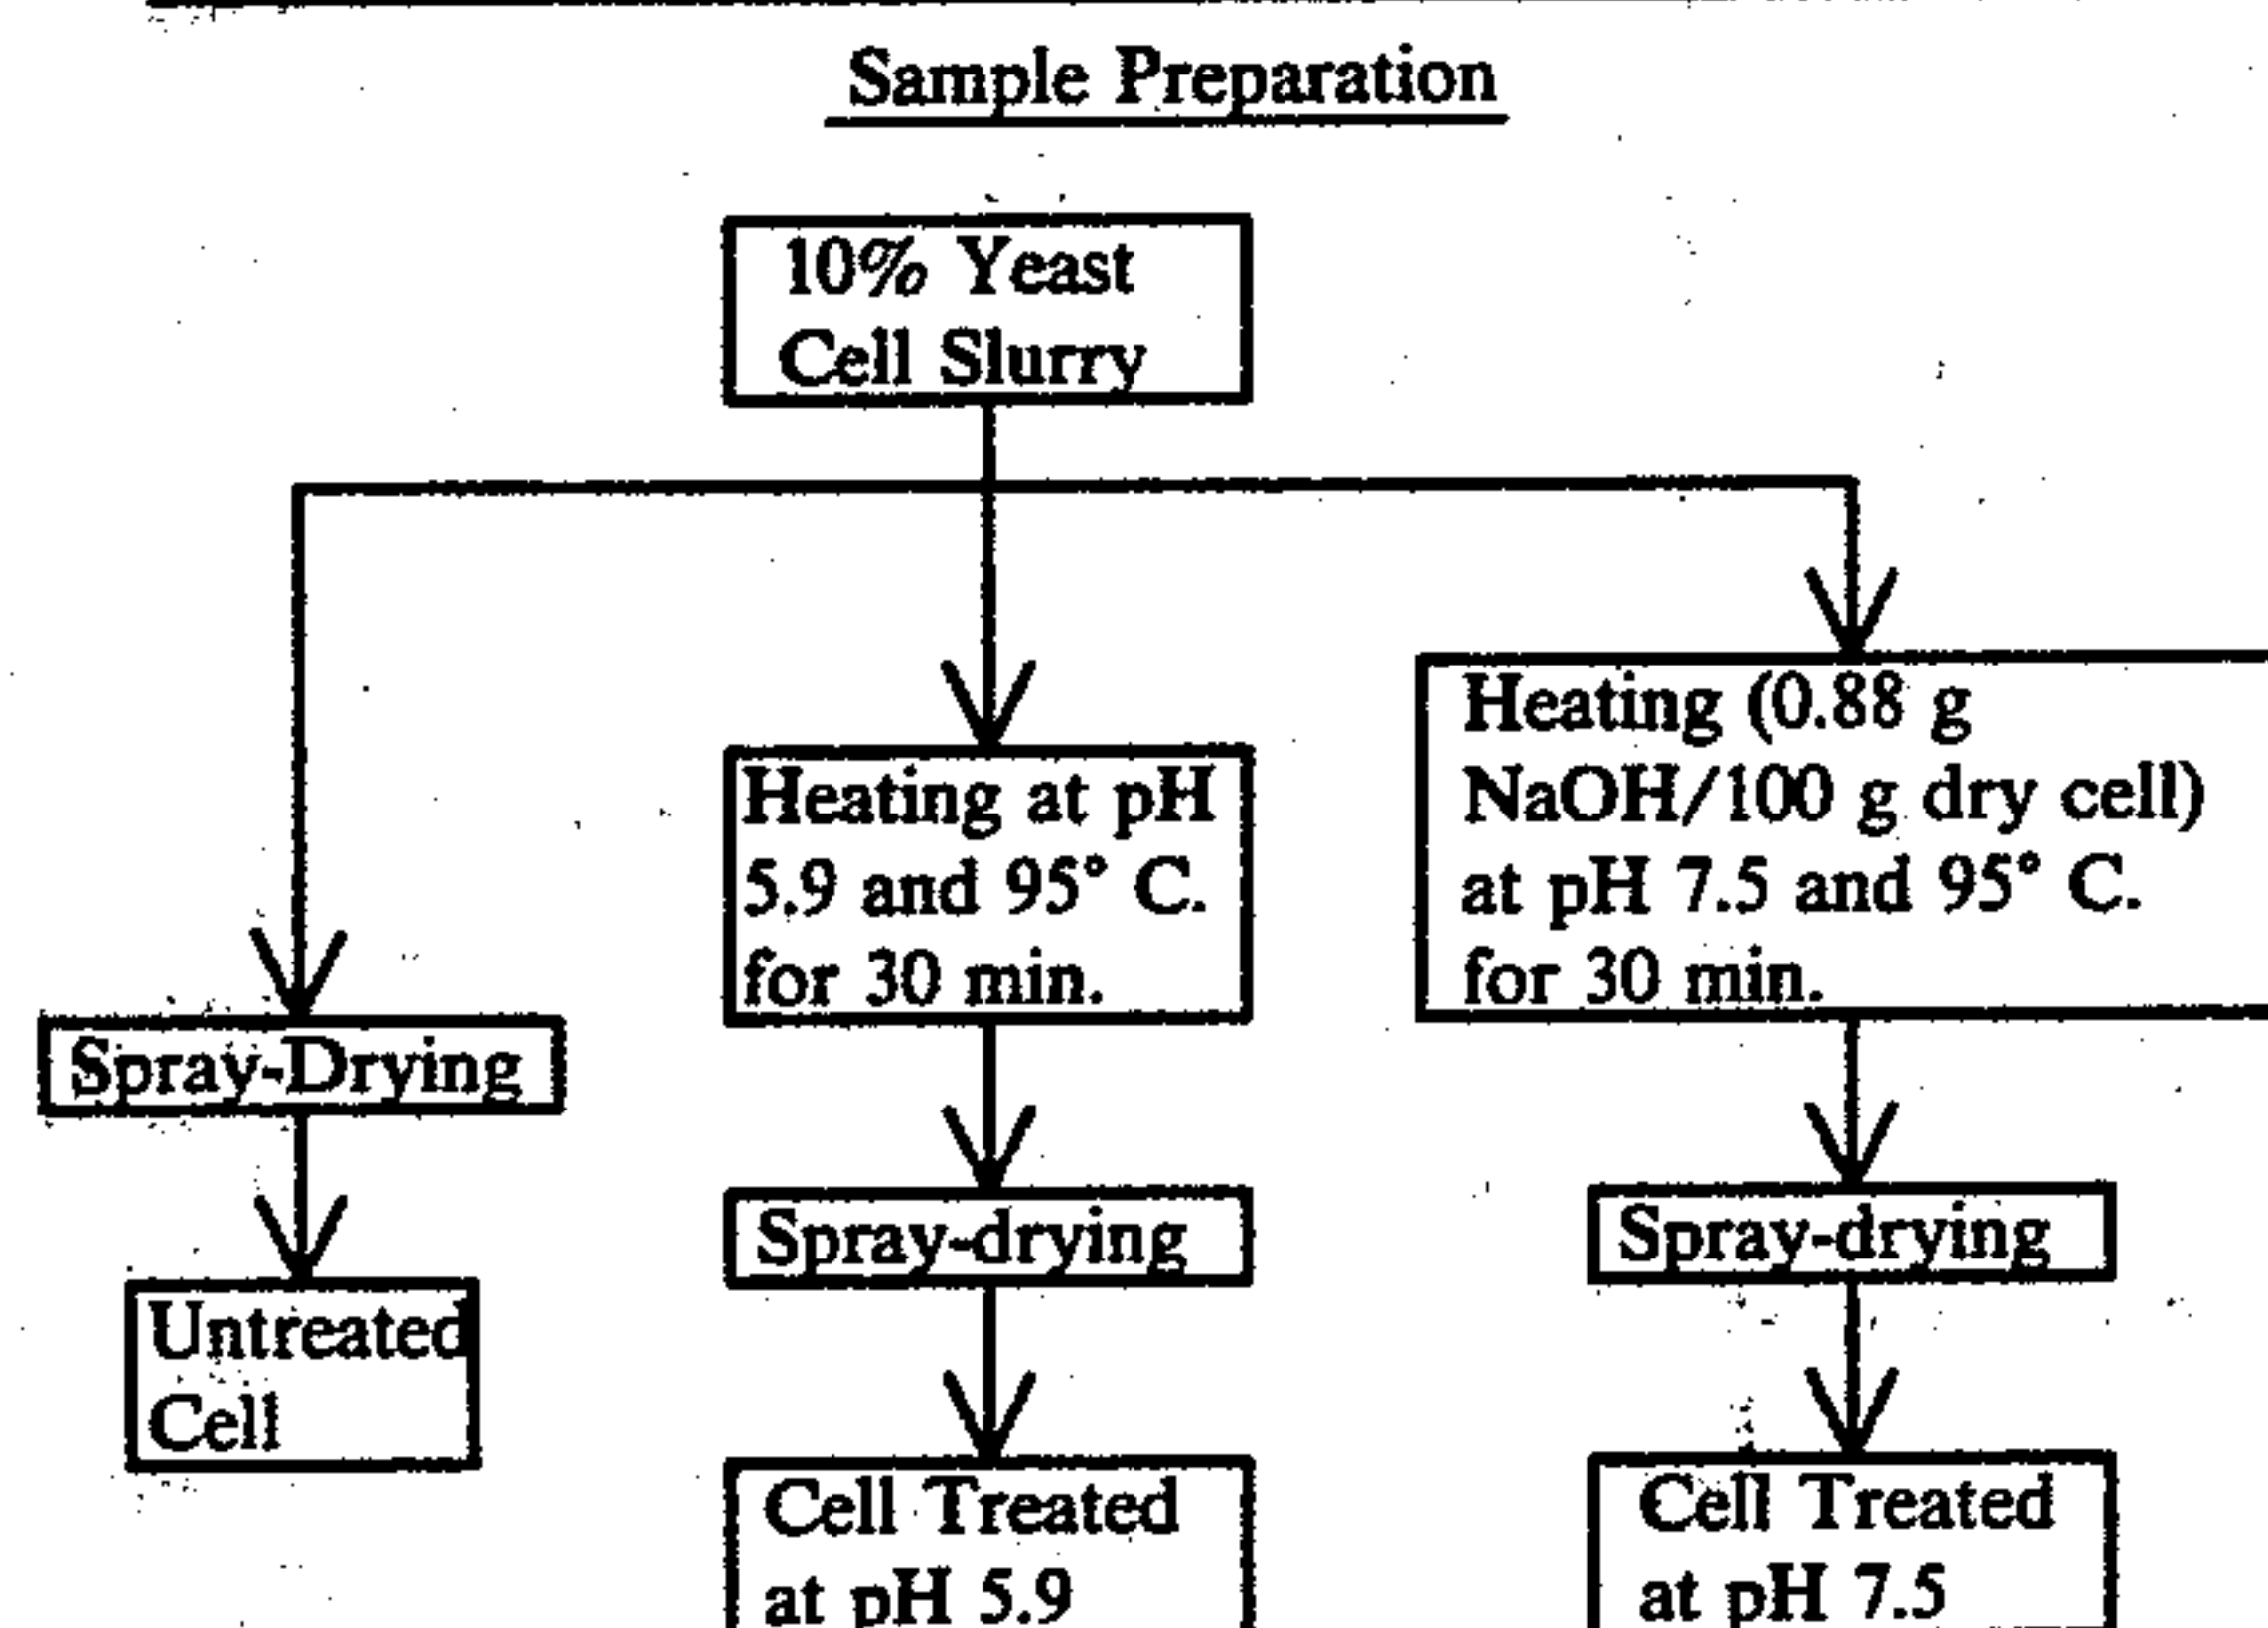 Sample Preparation
10% Yeast
Cell Slurry
Heating at pH
5.9 and 95° C.
for 30 min.
Heating (0.88 g
NaOH/100 g dry cell)
at pH 7.5 and 95° C.
for 30 min.
Spray-Drying
Spray-drying
Spray-drying
Untreated
Cell
Cell Treated
at pH 5.9
Cell Treated
at pH 7.5